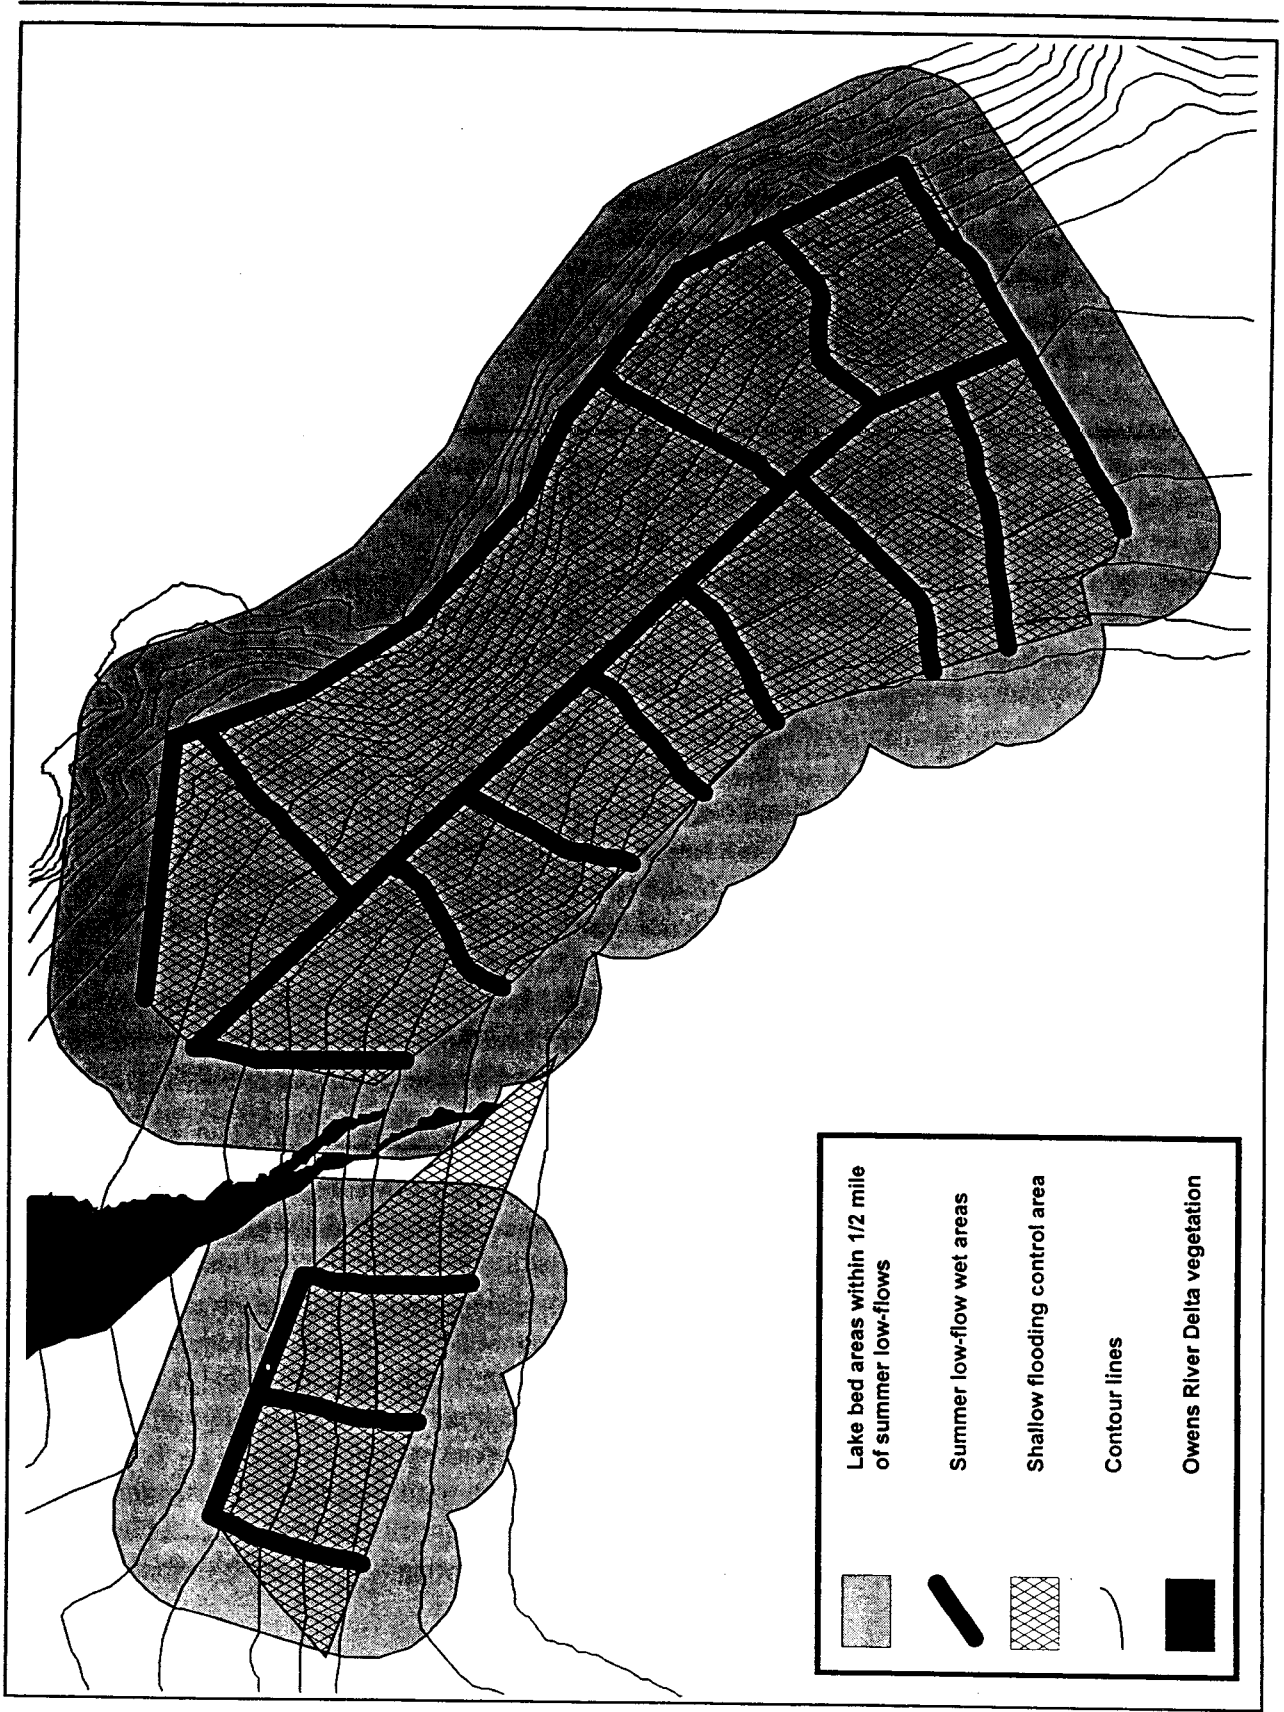 Lake bed areas within 1/2 mile
of summer low-flows
Summer low-flow wet areas
Shallow flooding control area
Contour lines
Owens River Delta vegetation